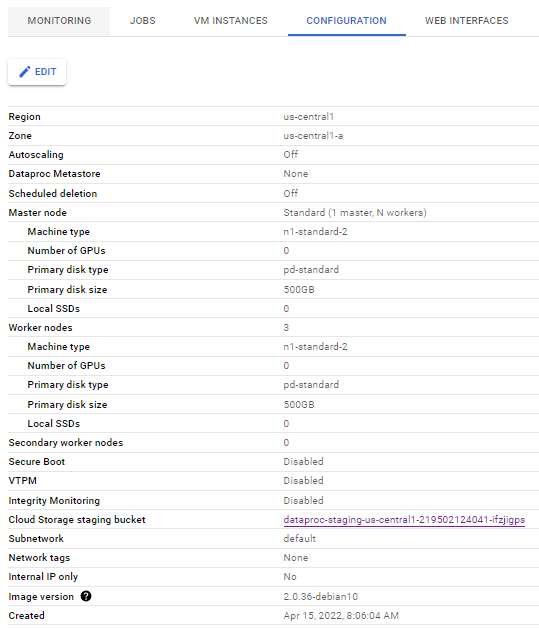 MONITORING JOBS VM INSTANCES CONFIGURATION WEB INTERFACES
EDIT
Region us-central1
Zone us-central1-a
Autoscaling Off
Dataproc Metastore None
Scheduled deletion Off
Master node Standard (1 master, N workers)
Machine type n1-standard-2
Number of GPUs 0
Primary disk type pd-standard
Primary disk size 500GB
Local SSDs 0
Worker nodes 3
Machine type n1-standard-2
Number of GPUs 0
Primary disk type pd-standard
Primary disk size 500GB
Local SSDs 0
Secondary worker nodes 0
Secure Boot Disabled
VTPM Disabled
Integrity Monitoring Disabled
Cloud Storage staging bucket dataproc-staging-us-central1-219502124041-ifzjigps
Subnetwork default
Network tags None
Internal IP only No
Image version ? 2.0.36-debian10
Created Apr 15, 2022, 8:06:04 AM